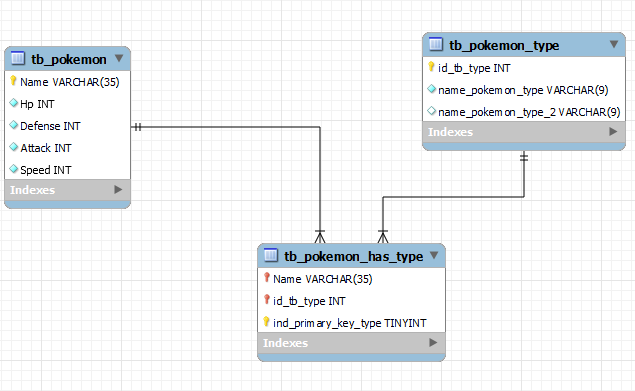 tb_pokemon
Name VARCHAR(35)
Hp INT
Defense INT
Attack INT
Speed INT
Indexes
tb_pokemon_type
id_tb_type INT
name_pokemon_type VARCHAR(9)
name_pokemon_type_2 VARCHAR(9)
Indexes
tb_pokemon_has_type
Name VARCHAR(35)
id_tb_type INT
ind_primary_key_type TINYINT
Indexes